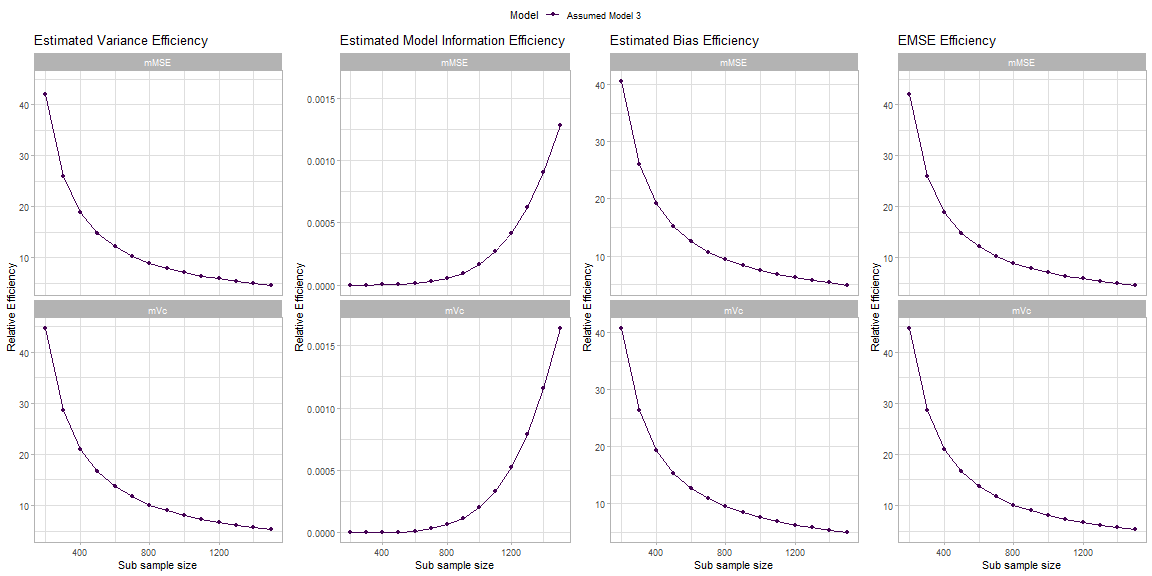 Model Assumed Model 3
Estimated Variance Efficiency
mMSE
40
30
20
10
mVc
40
30
20
10
400 800 1200
Sub sample size
Relative Efficiency
Estimated Model Information Efficiency
mMSE
0.0015
0.0010
0.0005
0.0000
mVc
0.0015
0.0010
0.0005
0.0000
400 800 1200
Sub sample size
Relative Efficiency
Estimated Bias Efficiency
mMSE
40
30
20
10
mVc
40
30
20
10
400 800 1200
Sub sample size
Relative Efficiency
EMSE Efficiency
mMSE
40
30
20
10
mVc
40
30
20
10
400 800 1200
Sub sample size
Relative Efficiency